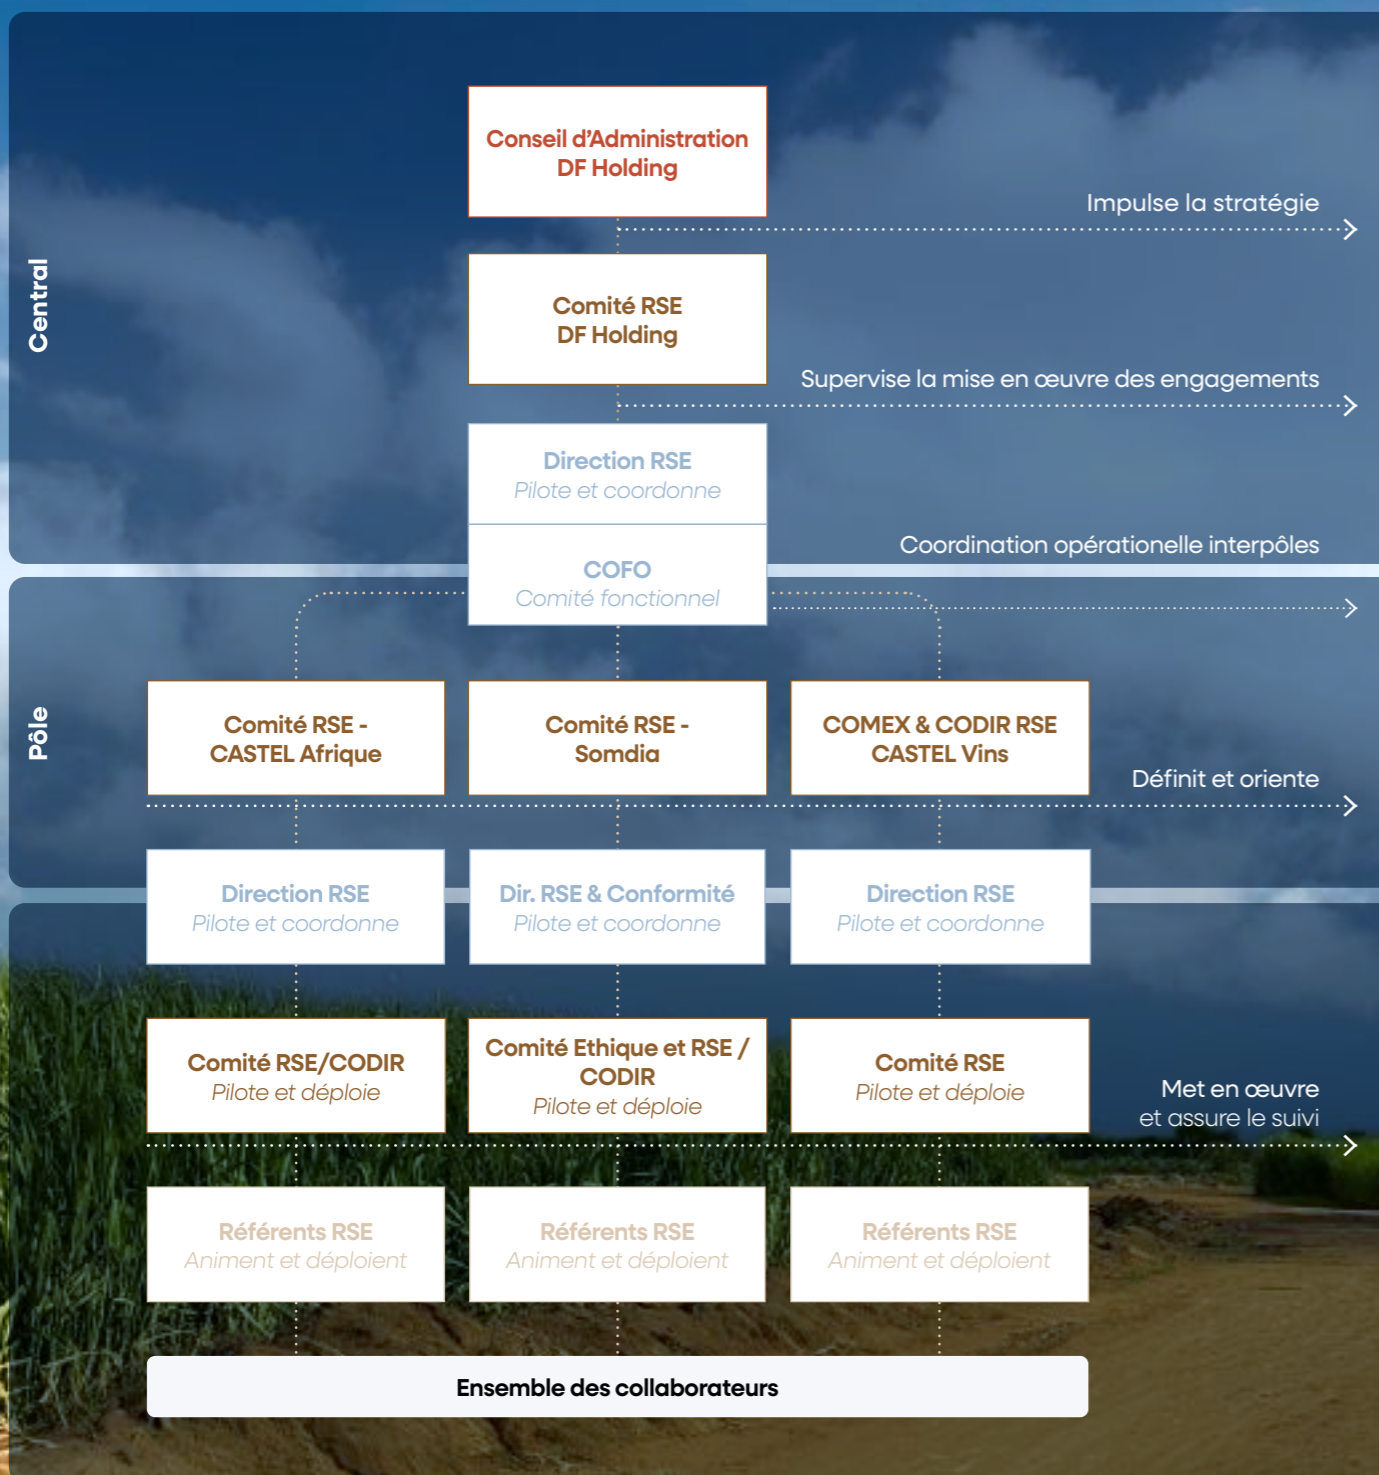 Conseil d'Administration
DF Holding
Impulse la stratégie
Central
Comité RSE
DF Holding
Supervise la mise en œuvre des engagements
Direction RSE
Pilote et coordonne
Coordination opérationelle interpôles
COFO
Comité fonctionnel
Pôle
Comité RSE -
CASTEL Afrique
Comité RSE -
Somdia
COMEX & CODIR RSE
CASTEL Vins
Définit et oriente
Direction RSE
Pilote et coordonne
Dir. RSE & Conformité
Pilote et coordonne
Direction RSE
Pilote et coordonne
Comité RSE/CODIR
Pilote et déploie
Comité Ethique et RSE /
CODIR
Pilote et déploie
Comité RSE
Pilote et déploie
Met en œuvre
et assure le suivi
Référents RSE
Animent et déploient
Référents RSE
Animent et déploient
Référents RSE
Animent et déploient
Ensemble des collaborateurs